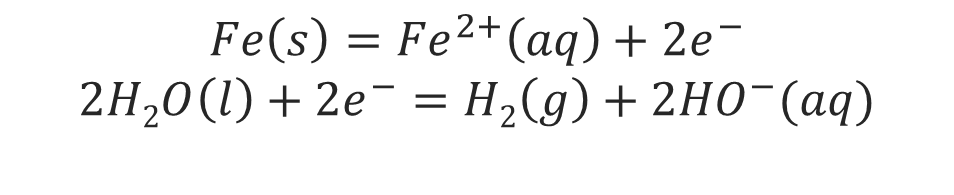 Fe(s) = Fe²⁺(aq) + 2e⁻
2H₂O(l) + 2e⁻ = H₂(g) + 2HO⁻(aq)